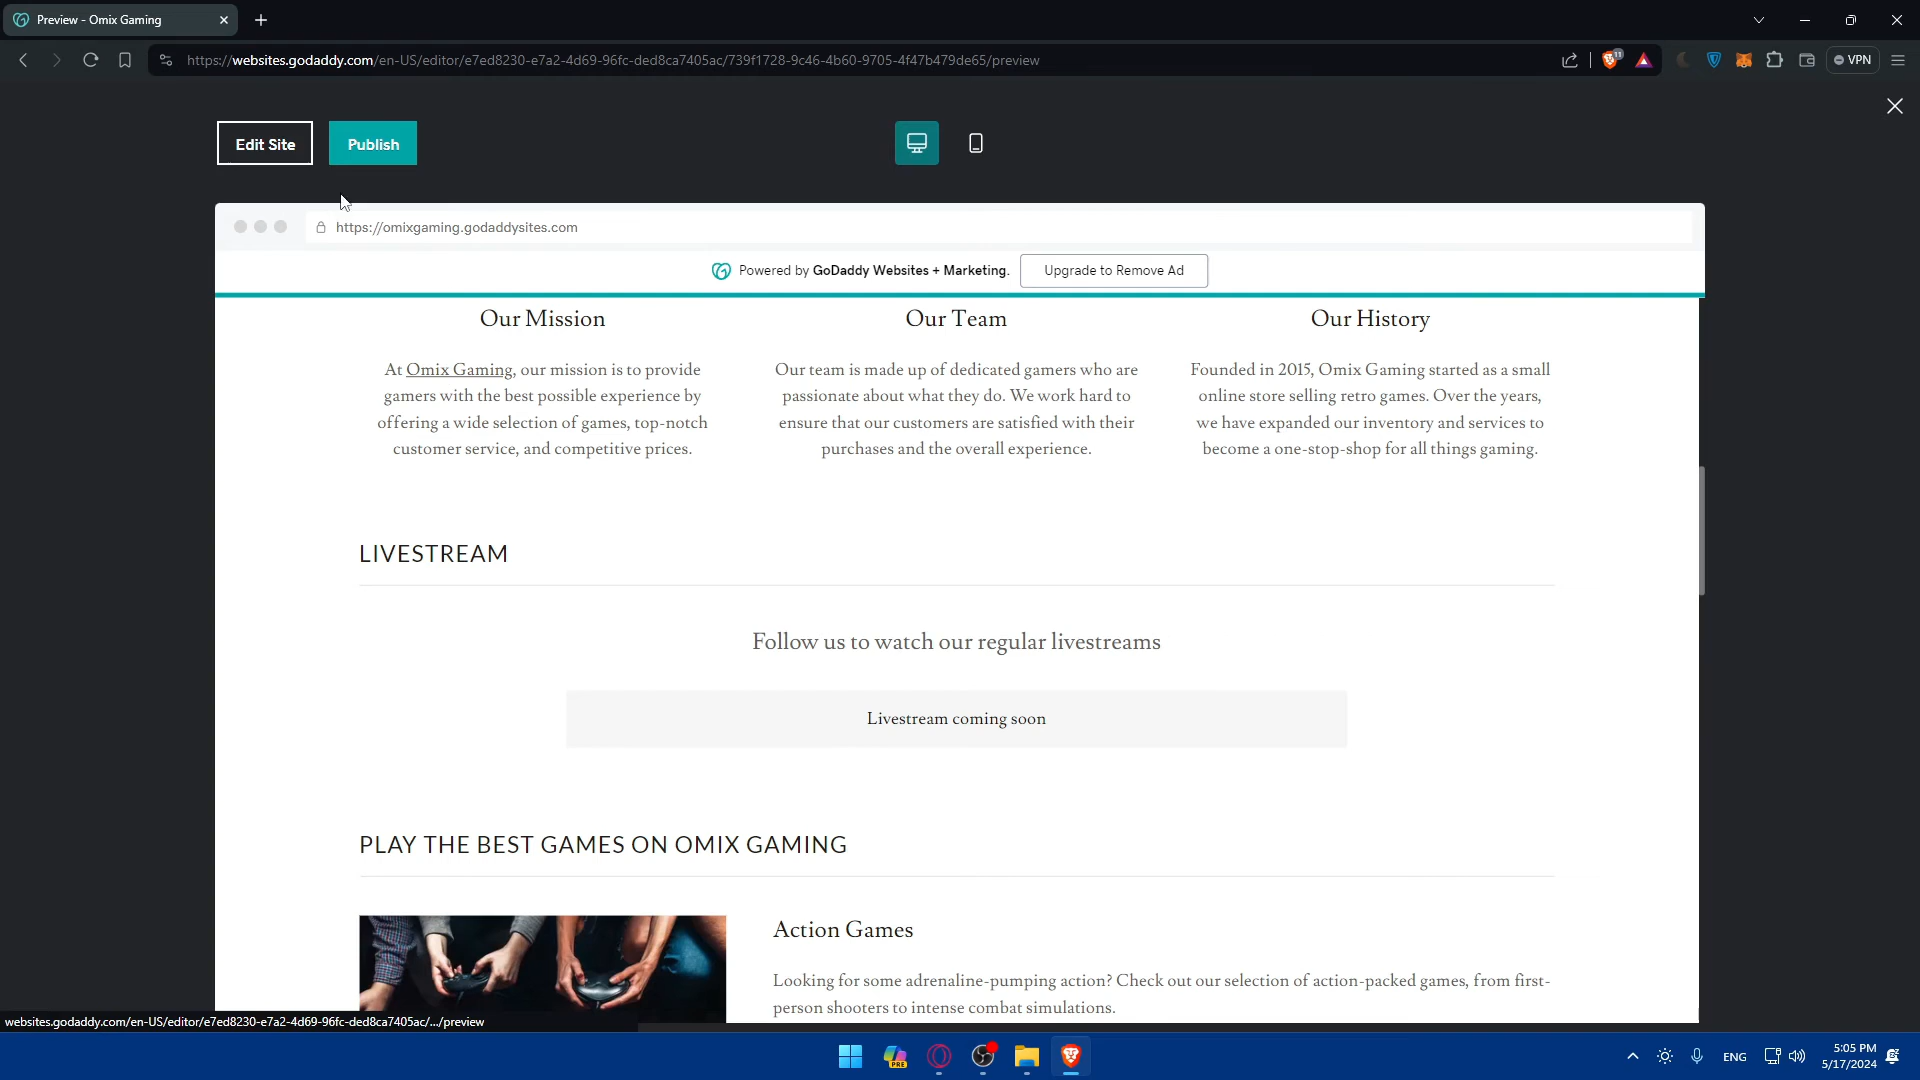 Preview - Omix Gaming
https://websites.godaddy.com/en-US/editor/e7ed8230-e7a2-4d69-96fc-ded8ca7405ac/739f1728-9c46-4b60-9705-4f47b479de65/preview
11
VPN
Edit Site
Publish
https://omixgaming.godaddysites.com
Powered by GoDaddy Websites + Marketing.
Upgrade to Remove Ad
Our Mission
At Omix Gaming, our mission is to provide
gamers with the best possible experience by
offering a wide selection of games, top-notch
customer service, and competitive prices.
Our Team
Our team is made up of dedicated gamers who are
passionate about what they do. We work hard to
ensure that our customers are satisfied with their
purchases and the overall experience.
Our History
Founded in 2015, Omix Gaming started as a small
online store selling retro games. Over the years,
we have expanded our inventory and services to
become a one-stop-shop for all things gaming.
LIVESTREAM
Follow us to watch our regular livestreams
Livestream coming soon
PLAY THE BEST GAMES ON OMIX GAMING
Action Games
Looking for some adrenaline-pumping action? Check out our selection of action-packed games, from first-
person shooters to intense combat simulations.
websites.godaddy.com/en-US/editor/e7ed8230-e7a2-4d69-96fc-ded8ca7405ac/.../preview
PRE
ENG
5:05 PM
5/17/2024